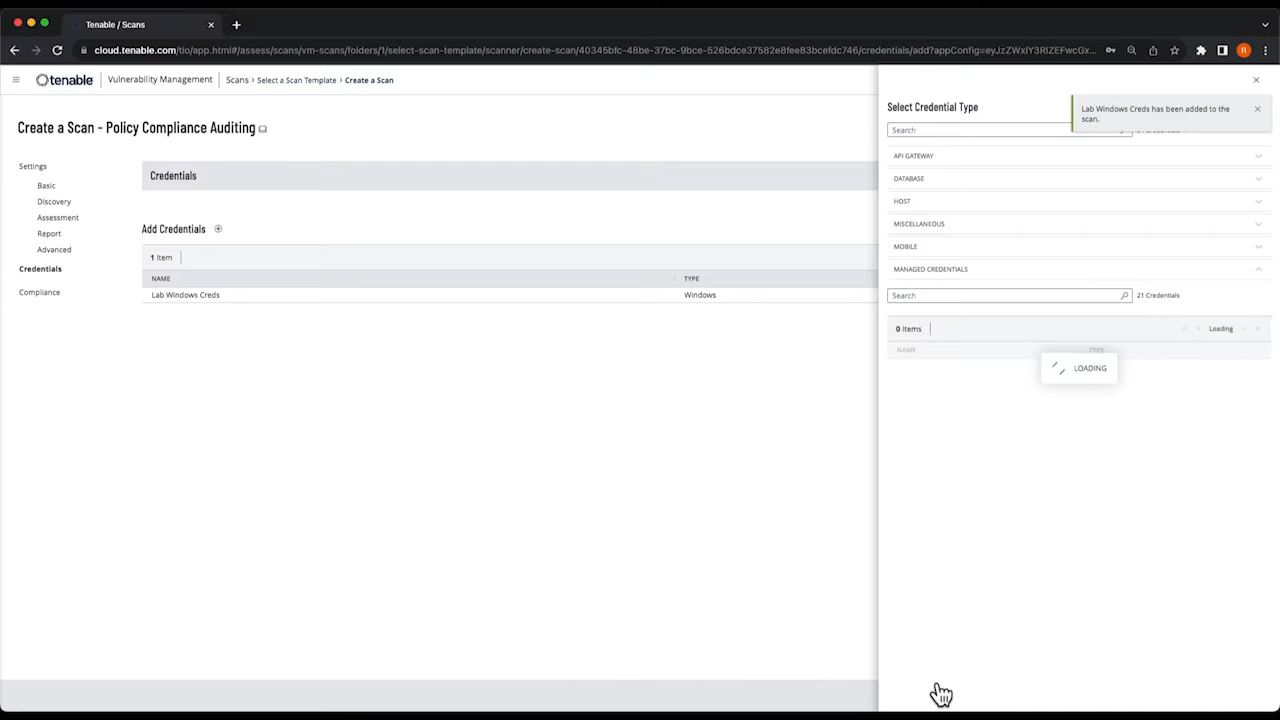 Tenable / Scans
cloud.tenable.com/tio/app.html#/assess/scans/vm-scans/folders/1/select-scan-template/scanner/create-scan/40345bfc-48be-37bc-9bce-526bdce37582e8fee83bcefdc746/credentials/add?appConfig=eyJzZWxlY3RlZEFwcGx...
R
tenable
Vulnerability Management
Scans > Select a Scan Template > Create a Scan
Create a Scan - Policy Compliance Auditing
Settings
Basic
Discovery
Assessment
Report
Advanced
Credentials
Compliance
Credentials
Add Credentials
1 Item
NAME TYPE
Lab Windows Creds Windows
Select Credential Type
Lab Windows Creds has been added to the
scan.
Search
API GATEWAY
DATABASE
HOST
MISCELLANEOUS
MOBILE
MANAGED CREDENTIALS
Search
21 Credentials
0 Items
Loading
NAME TYPE
LOADING